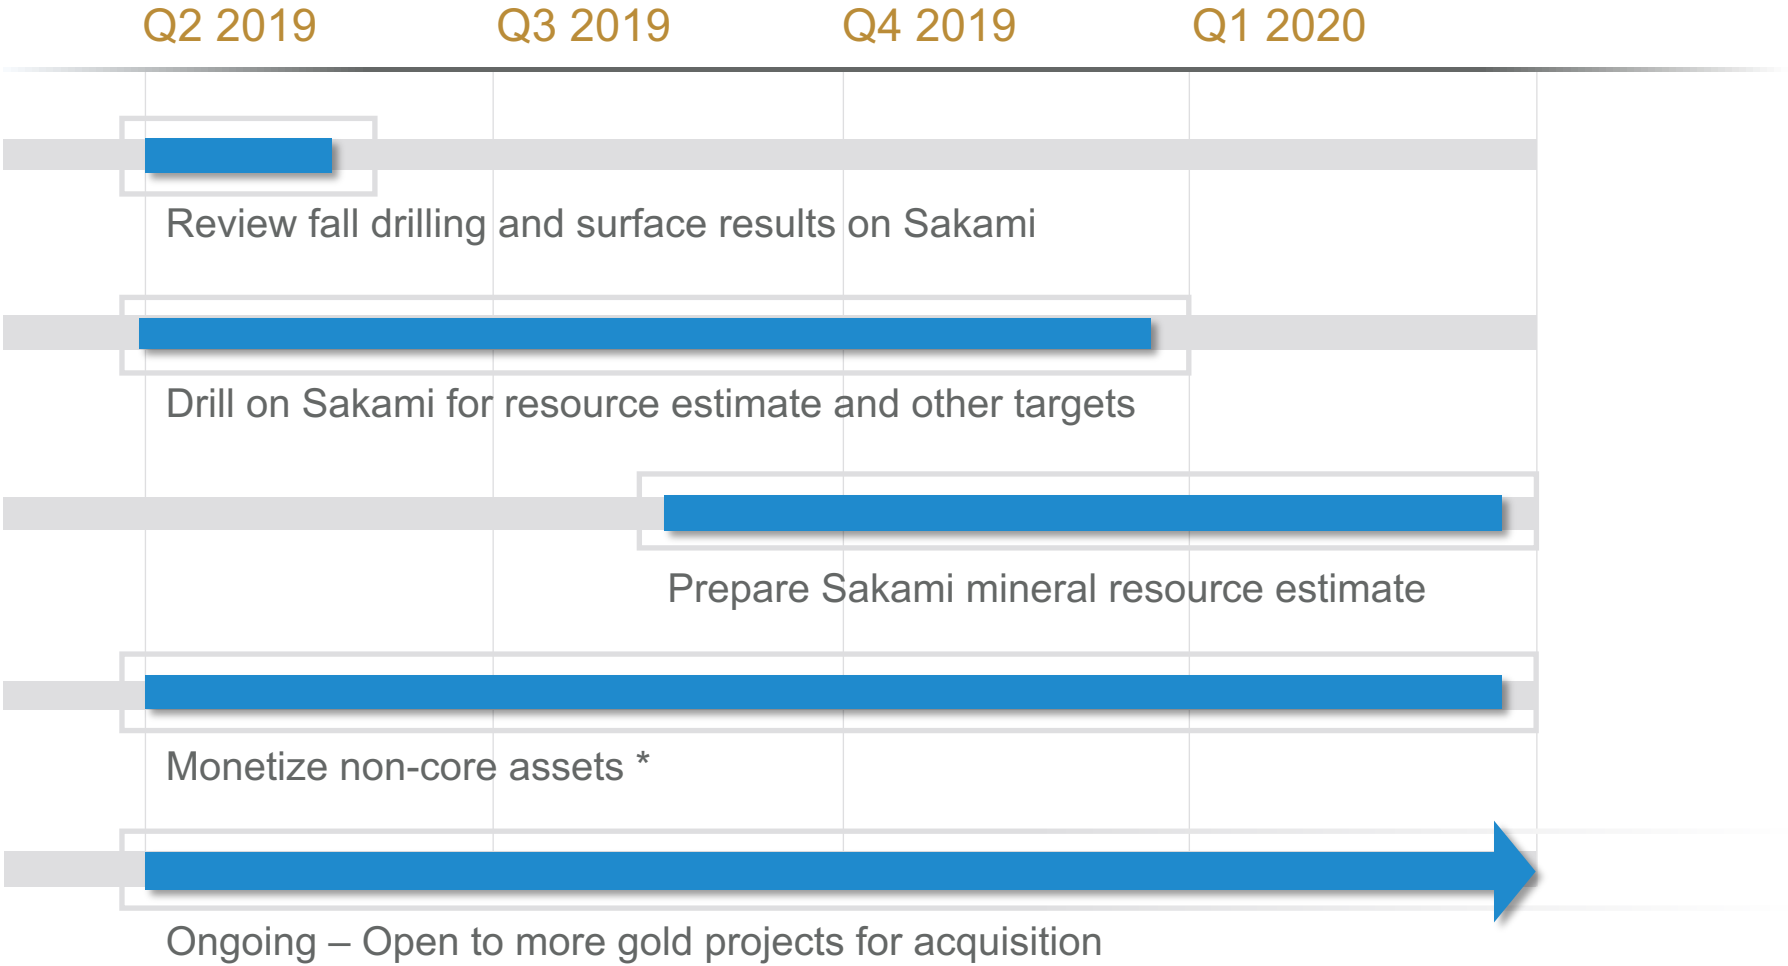 Q2 2019 Q3 2019 Q4 2019 Q1 2020
Review fall drilling and surface results on Sakami
Drill on Sakami for resource estimate and other targets
Prepare Sakami mineral resource estimate
Monetize non-core assets *
Ongoing – Open to more gold projects for acquisition